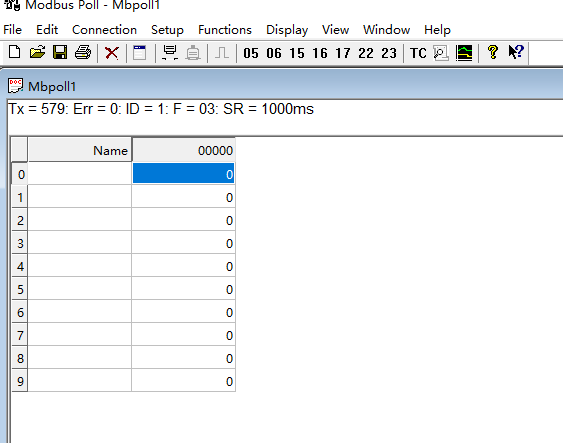 Modbus Poll - Mbpoll1
File Edit Connection Setup Functions Display View Window Help
05 06 15 16 17 22 23 TC
DOC Mbpoll1
Tx = 579: Err = 0: ID = 1: F = 03: SR = 1000ms
Name 00000
0 0
1 0
2 0
3 0
4 0
5 0
6 0
7 0
8 0
9 0